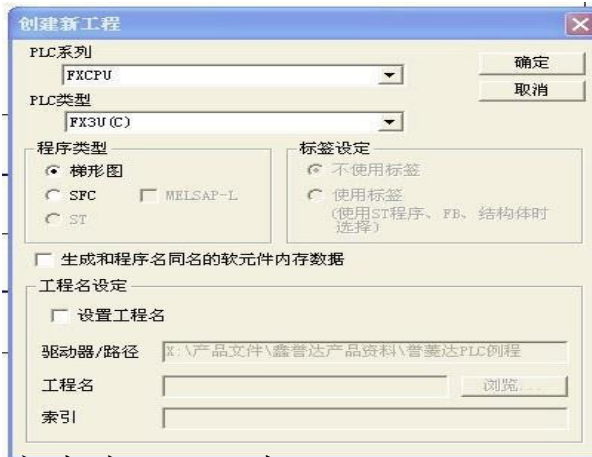 创建新工程
PLC系列
FXCPU
确定
PLC类型
取消
FX3U(C)
程序类型
标签设定
梯形图
不使用标签
SFC
MELSAP-L
使用标签
ST
(使用ST程序、FB、结构体时
选择)
生成和程序名同名的软元件内存数据
工程名设定
设置工程名
驱动器/路径
X:\产品文件\鑫誉达产品资料\誉菱达PLC例程
工程名
浏览...
索引